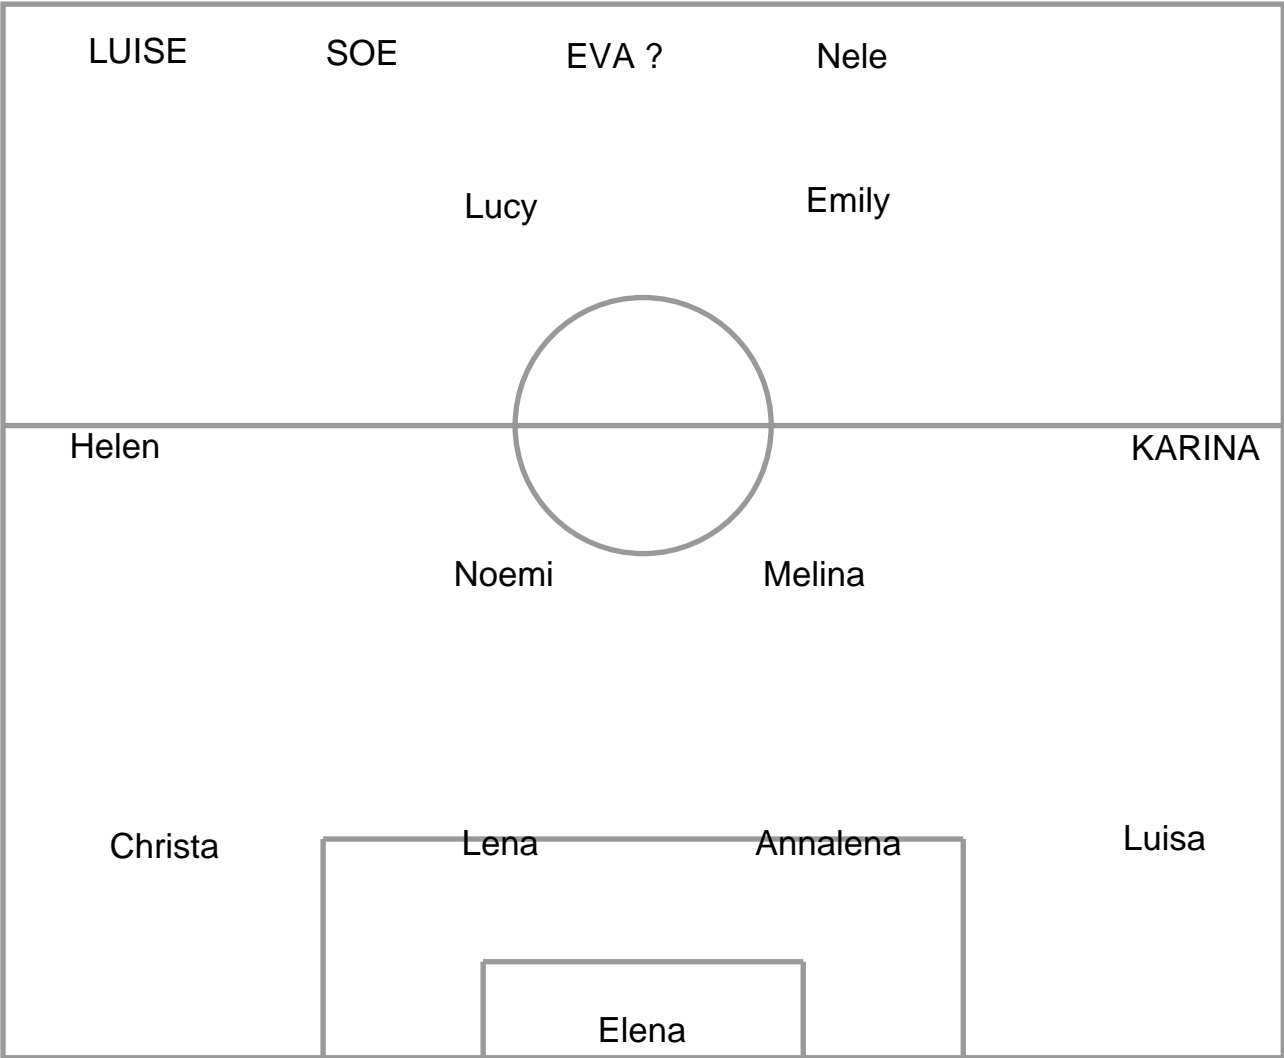 LUISE SOE EVA ? Nele
Lucy Emily
Helen KARINA
Noemi Melina
Christa Lena Annalena Luisa
Elena